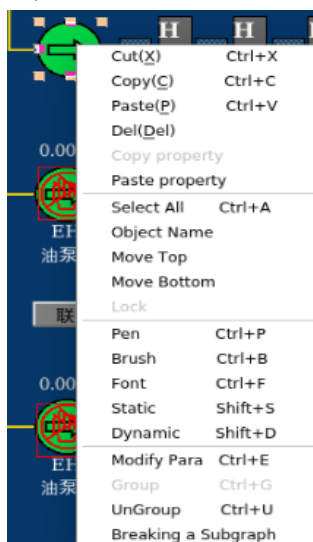 H H
Cut(X) Ctrl+X
Copy(C) Ctrl+C
Paste(P) Ctrl+V
Del(Del)
Copy property
0.00
Paste property
Select All Ctrl+A
EH
Object Name
油泵
Move Top
Move Bottom
联
Lock
Pen Ctrl+P
Brush Ctrl+B
0.00
Font Ctrl+F
Static Shift+S
Dynamic Shift+D
EH
Modify Para Ctrl+E
油泵
Group Ctrl+G
UnGroup Ctrl+U
Breaking a Subgraph